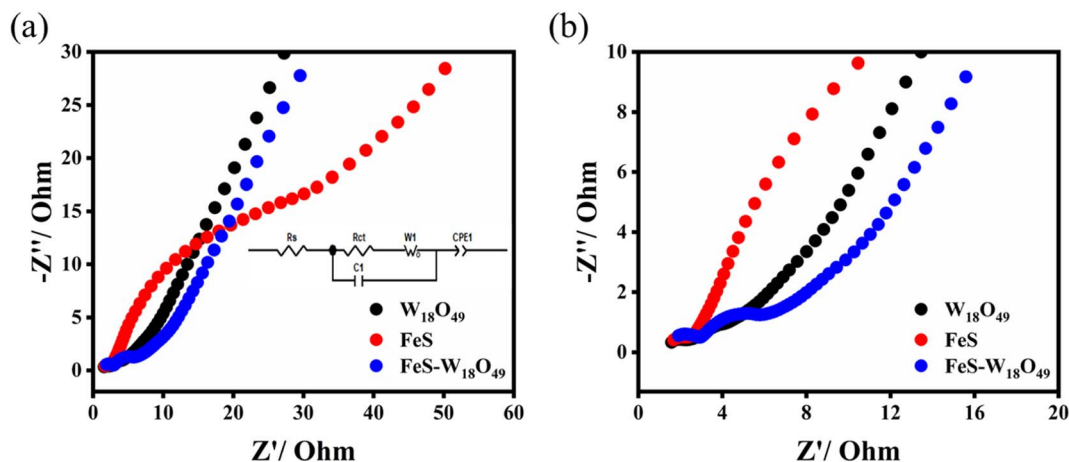 (a)
30
25
20
15
10
5
0
-Z''/ Ohm
Rs
Rct
W1
CPE1
C1
W₁₈O₄₉
FeS
FeS-W₁₈O₄₉
0 10 20 30 40 50 60
Z'/ Ohm
(b)
10
8
6
4
2
0
-Z''/ Ohm
W₁₈O₄₉
FeS
FeS-W₁₈O₄₉
0 4 8 12 16 20
Z'/ Ohm